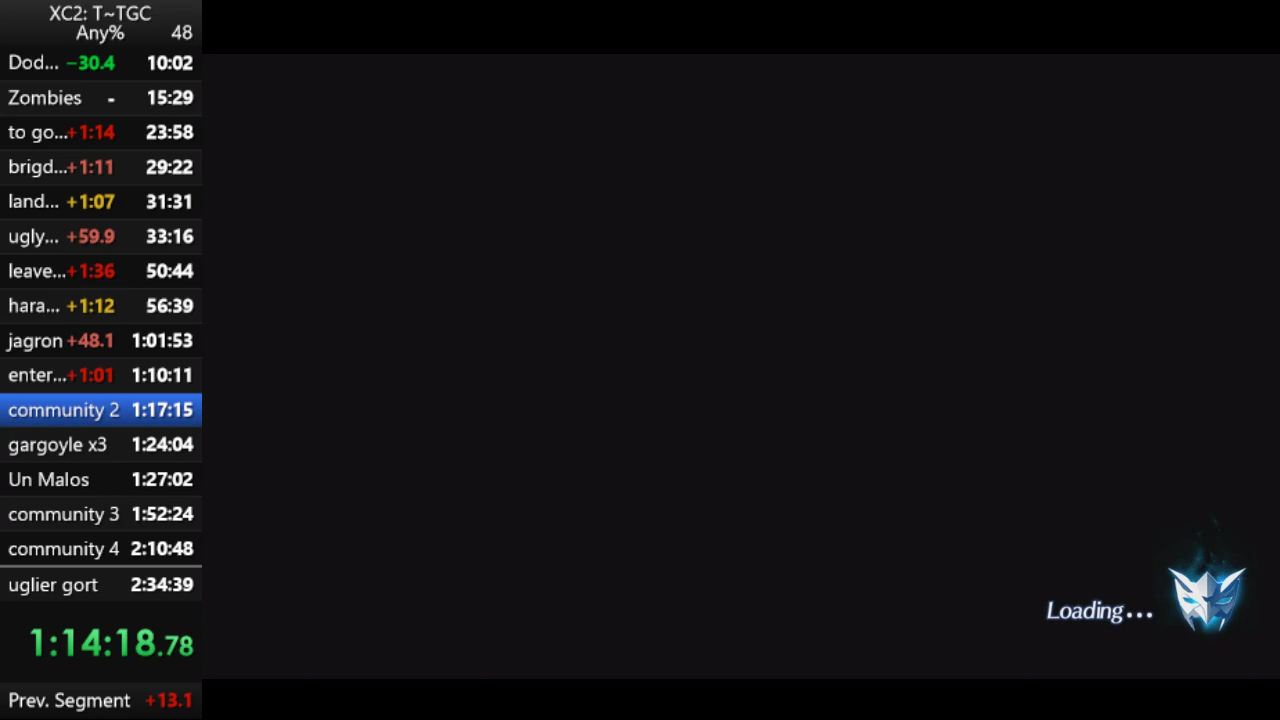 XC2: T~TGC
Any% 48
Dod... −30.4 10:02
Zombies - 15:29
to go...+1:14 23:58
brigd...+1:11 29:22
land... +1:07 31:31
ugly... +59.9 33:16
leave...+1:36 50:44
hara... +1:12 56:39
jagron +48.1 1:01:53
enter...+1:01 1:10:11
community 2 1:17:15
gargoyle x3 1:24:04
Un Malos 1:27:02
community 3 1:52:24
community 4 2:10:48
uglier gort 2:34:39
Loading...
1:14:18.78
Prev. Segment +13.1